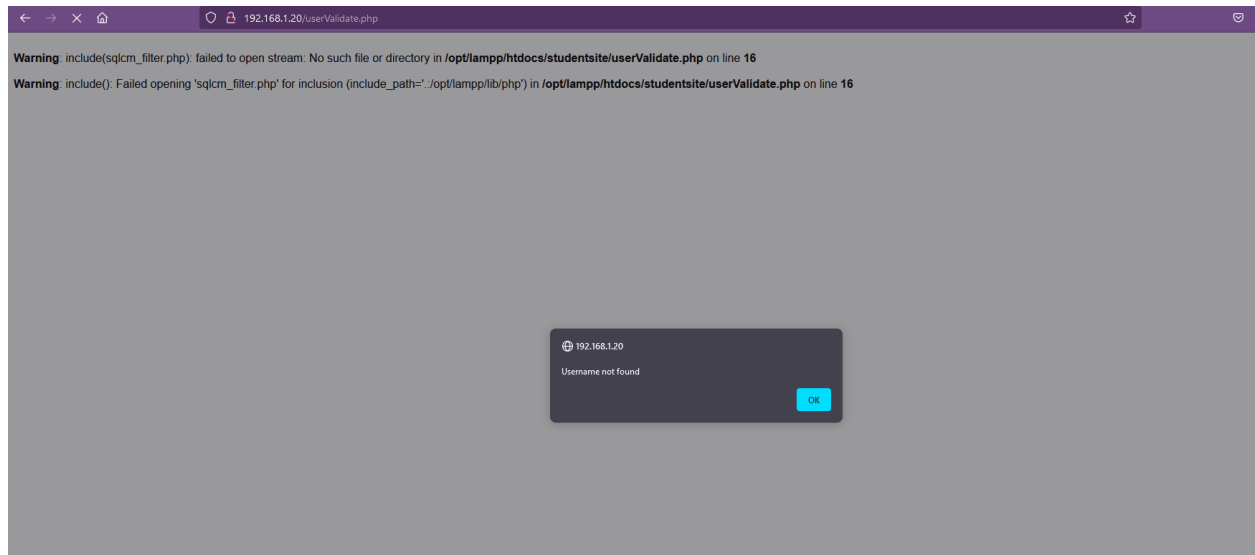 192.168.1.20/userValidate.php
Warning: include(sqlcm_filter.php): failed to open stream: No such file or directory in /opt/lampp/htdocs/studentsite/userValidate.php on line 16
Warning: include(): Failed opening 'sqlcm_filter.php' for inclusion (include_path='.:/opt/lampp/lib/php') in /opt/lampp/htdocs/studentsite/userValidate.php on line 16
192.168.1.20
Username not found
OK